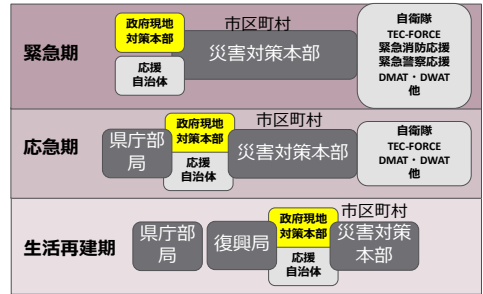 緊急期
政府現地
対策本部
応援
自治体
市区町村
災害対策本部
自衛隊
TEC-FORCE
緊急消防応援
緊急警察応援
DMAT・DWAT
他
応急期
県庁部
局
政府現地
対策本部
応援
自治体
市区町村
災害対策本部
自衛隊
TEC-FORCE
DMAT・DWAT
他
生活再建期
県庁部
局
復興局
政府現地
対策本部
応援
自治体
市区町村
災害対策
本部